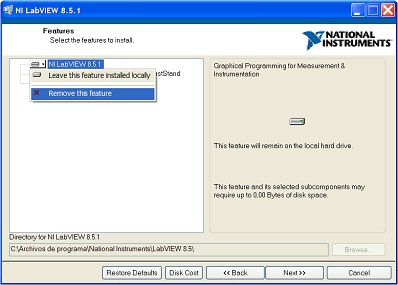 NI LabVIEW 8.5.1
Features
Select the features to install.
NATIONAL
INSTRUMENTS
NI LabVIEW 8.5.1
Leave this feature installed locally
Remove this feature
Graphical Programming for Measurement &
Instrumentation
This feature will remain on the local hard drive.
This feature and its selected subcomponents may
require up to 0.00 Bytes of disk space.
Directory for NI LabVIEW 8.5.1
C:\Archivos de programa\National Instruments\LabVIEW 8.5\
Browse...
Restore Defaults
Disk Cost
<< Back
Next >>
Cancel